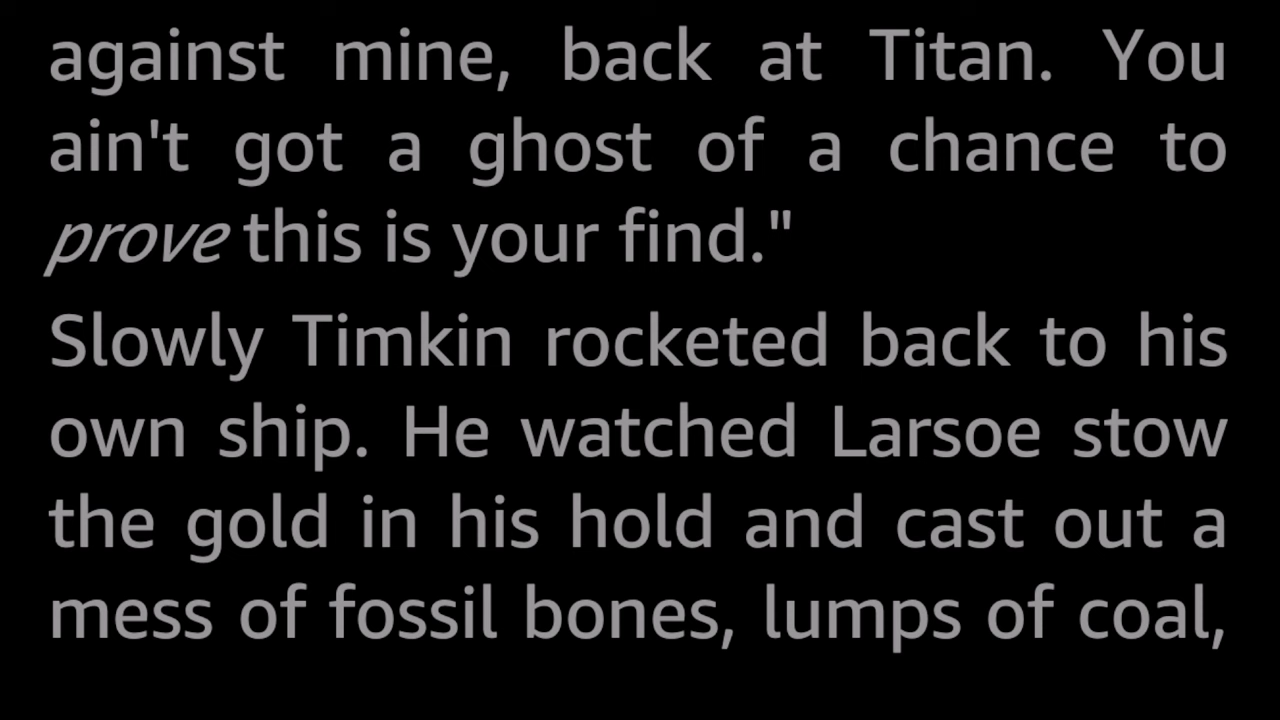 against mine, back at Titan. You
ain't got a ghost of a chance to
prove this is your find."
Slowly Timkin rocketed back to his
own ship. He watched Larsoe stow
the gold in his hold and cast out a
mess of fossil bones, lumps of coal,